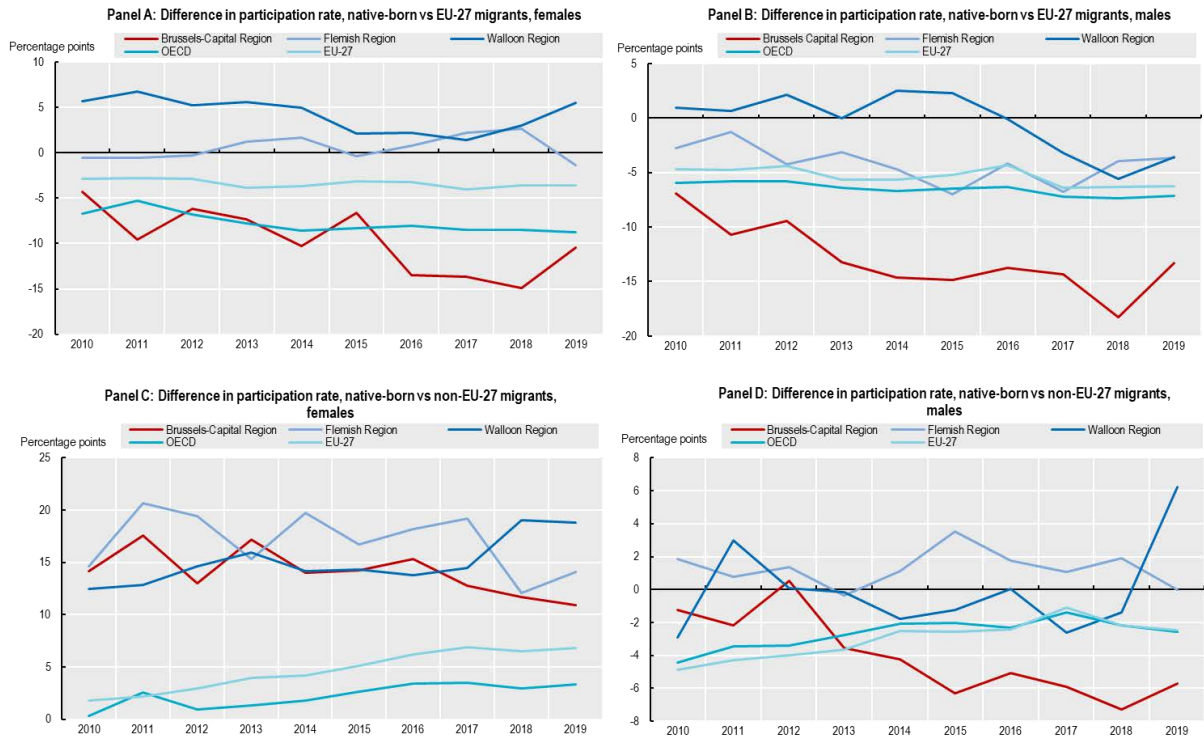 Panel A: Difference in participation rate, native-born vs EU-27 migrants, females
Percentage points
Brussels-Capital Region
Flemish Region
Walloon Region
OECD
EU-27
10
5
0
-5
-10
-15
-20
2010 2011 2012 2013 2014 2015 2016 2017 2018 2019
Panel B: Difference in participation rate, native-born vs EU-27 migrants, males
Percentage points
Brussels Capital Region
Flemish Region
Walloon Region
OECD
EU-27
5
0
-5
-10
-15
-20
2010 2011 2012 2013 2014 2015 2016 2017 2018 2019
Panel C: Difference in participation rate, native-born vs non-EU-27 migrants,
females
Percentage points
Brussels-Capital Region
Flemish Region
Walloon Region
OECD
EU-27
25
20
15
10
5
0
2010 2011 2012 2013 2014 2015 2016 2017 2018 2019
Panel D: Difference in participation rate, native-born vs non-EU-27 migrants,
males
Percentage points
Brussels-Capital Region
Flemish Region
Walloon Region
OECD
EU-27
8
6
4
2
0
-2
-4
-6
-8
2010 2011 2012 2013 2014 2015 2016 2017 2018 2019